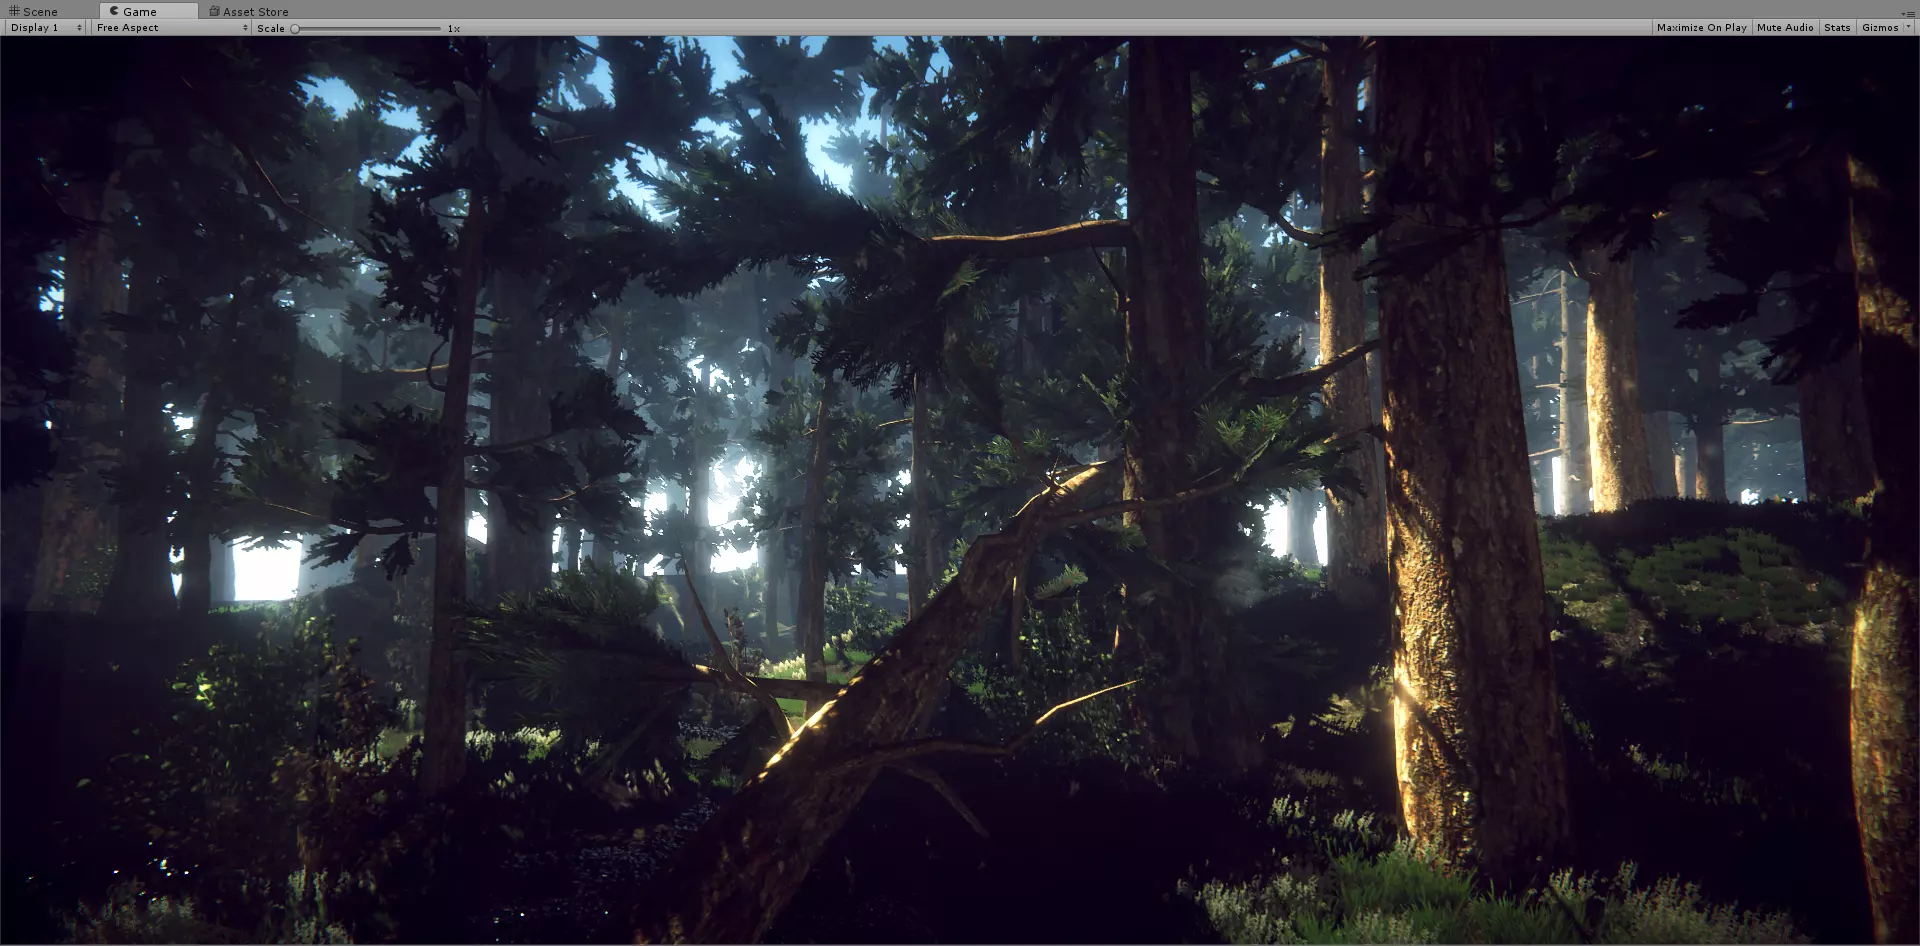 Scene Game Asset Store
Display 1 Free Aspect Scale 1x Maximize On Play Mute Audio Stats Gizmos